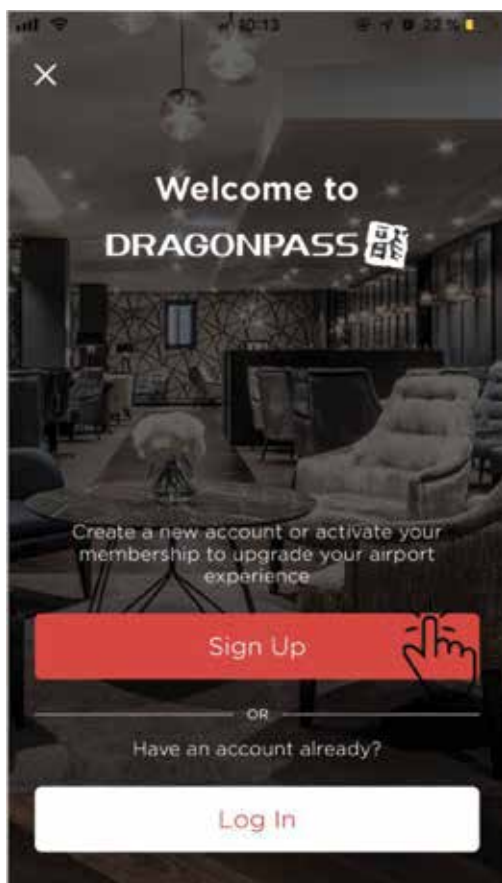 10:13
22 %
Welcome to
DRAGONPASS
Create a new account or activate your
membership to upgrade your airport
experience
Sign Up
OR
Have an account already?
Log In